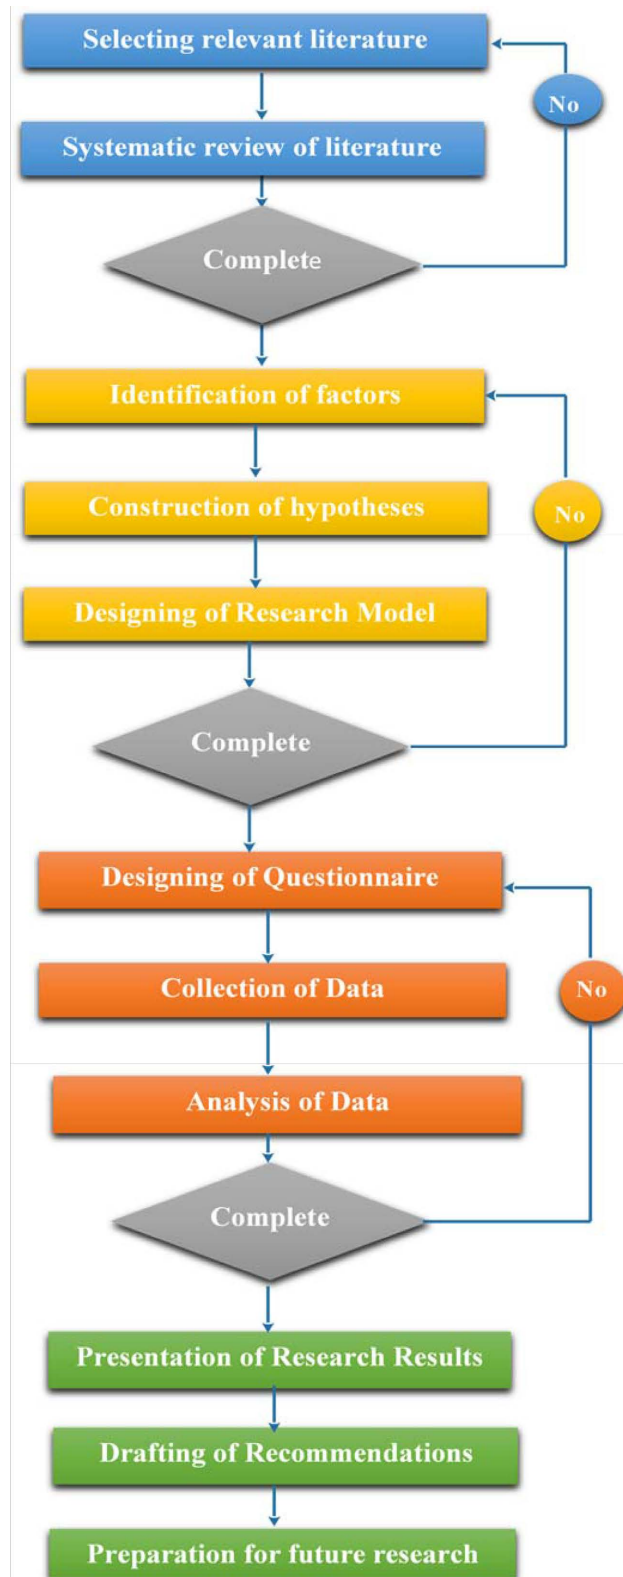 Selecting relevant literature
No
Systematic review of literature
Complete
Identification of factors
Construction of hypotheses
No
Designing of Research Model
Complete
Designing of Questionnaire
Collection of Data
No
Analysis of Data
Complete
Presentation of Research Results
Drafting of Recommendations
Preparation for future research